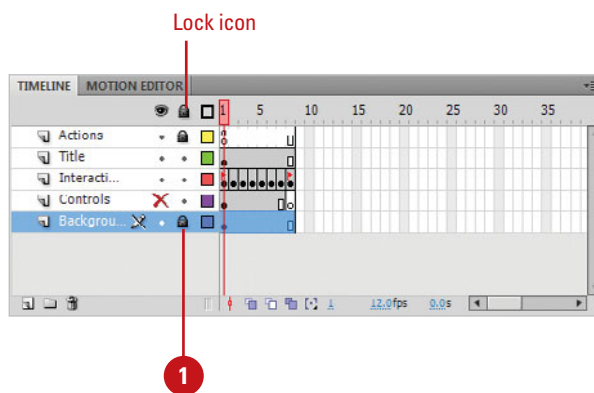 Lock icon
TIMELINE MOTION EDITOR
1 5 10 15 20 25 30 35
Actions
Title
Interacti...
Controls
Backgrou...
1 12.0fps 0.0s
1